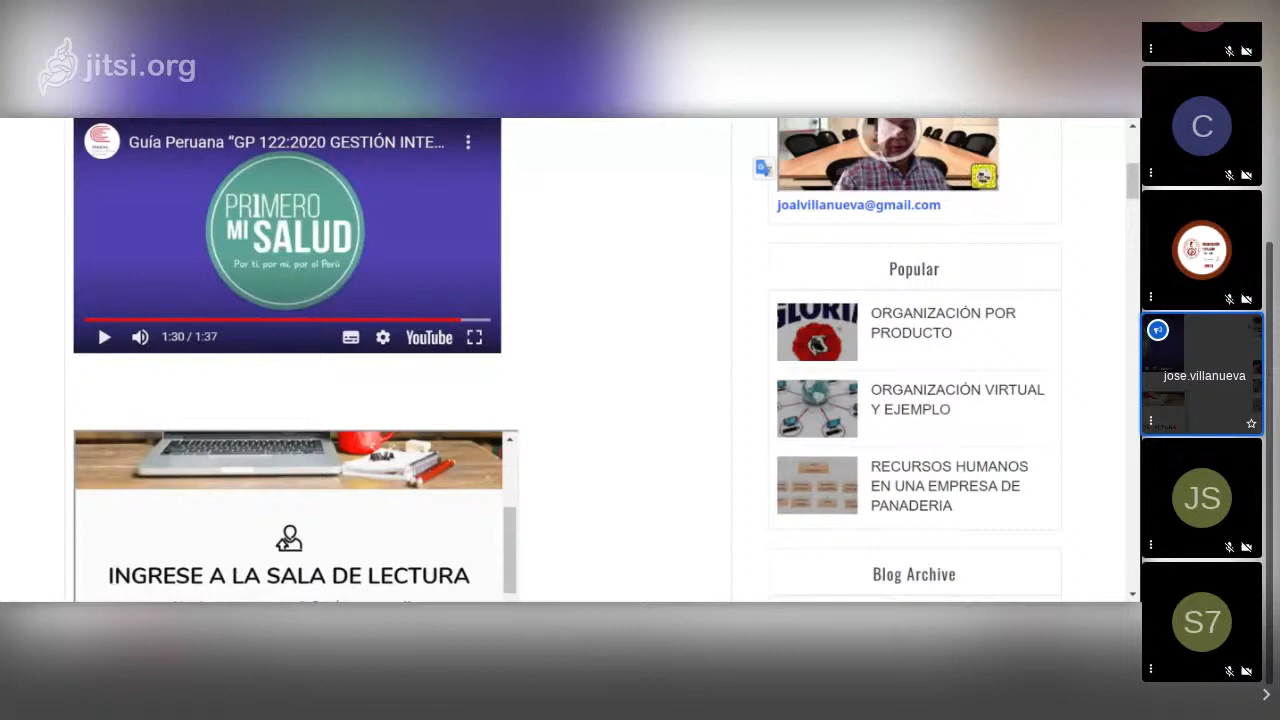 jitsi.org
Guía Peruana “GP 122:2020 GESTIÓN INTE...
PR1MERO
MI SALUD
Por ti, por mi, por el Perú
1:30 / 1:37
YouTube
INGRESE A LA SALA DE LECTURA
joalvillanueva@gmail.com
Popular
GLORIA
ORGANIZACIÓN POR
PRODUCTO
ORGANIZACIÓN VIRTUAL
Y EJEMPLO
RECURSOS HUMANOS
EN UNA EMPRESA DE
PANADERIA
Blog Archive
C
jose.villanueva
JS
S7